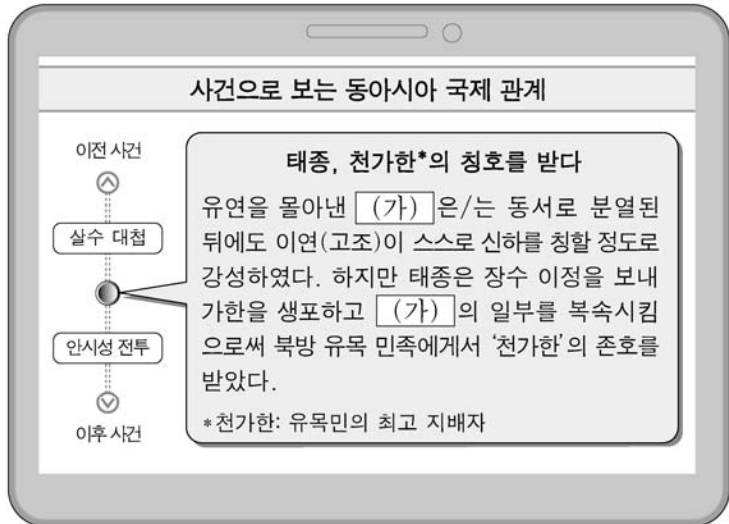 사건으로 보는 동아시아 국제 관계
이전 사건
살수 대첩
안시성 전투
이후 사건
태종, 천가한*의 칭호를 받다
유연을 몰아낸 (가) 은/는 동서로 분열된
뒤에도 이연(고조)이 스스로 신하를 칭할 정도로
강성하였다. 하지만 태종은 장수 이정을 보내
가한을 생포하고 (가) 의 일부를 복속시킴
으로써 북방 유목 민족에게서 ‘천가한’의 존호를
받았다.
*천가한: 유목민의 최고 지배자